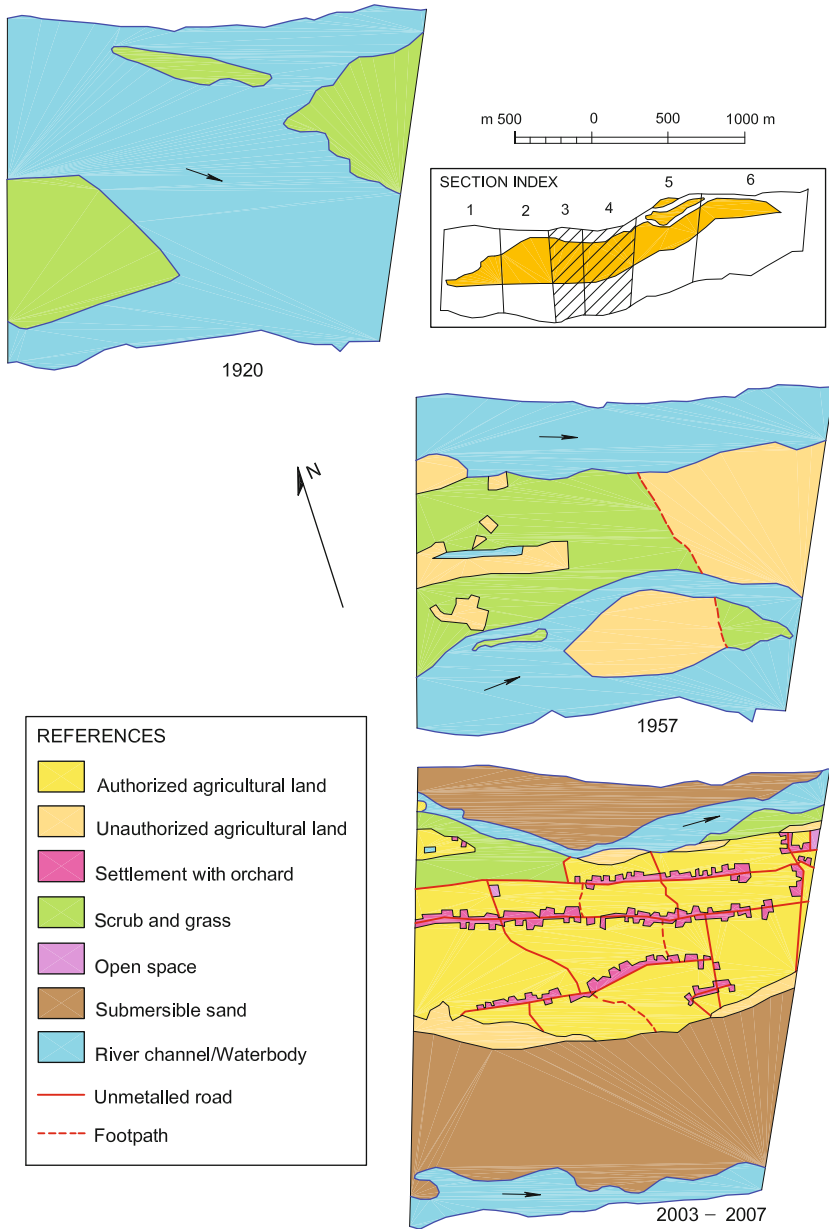 1920
m 500 0 500 1000 m
SECTION INDEX
1 2 3 4 5 6
N
1957
REFERENCES
Authorized agricultural land
Unauthorized agricultural land
Settlement with orchard
Scrub and grass
Open space
Submersible sand
River channel/Waterbody
Unmetalled road
Footpath
2003 – 2007